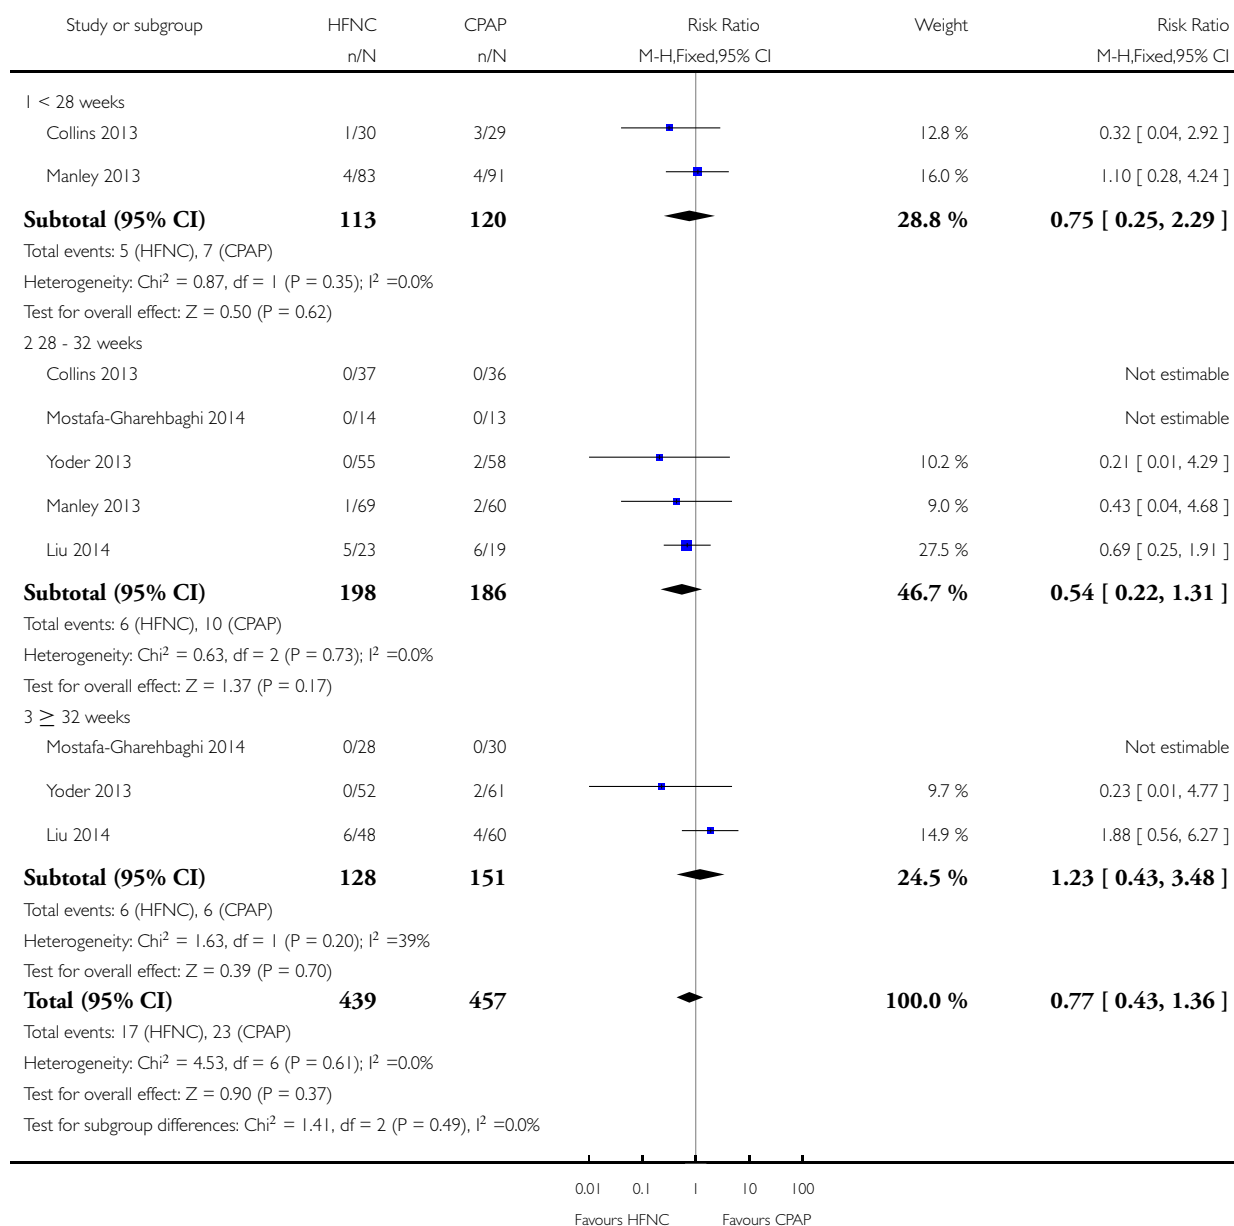 Study or subgroup HFNC CPAP Risk Ratio Weight Risk Ratio
n/N n/N M-H,Fixed,95% CI M-H,Fixed,95% CI
1 < 28 weeks
Collins 2013 1/30 3/29 12.8 % 0.32 [ 0.04, 2.92 ]
Manley 2013 4/83 4/91 16.0 % 1.10 [ 0.28, 4.24 ]
Subtotal (95% CI) 113 120 28.8 % 0.75 [ 0.25, 2.29 ]
Total events: 5 (HFNC), 7 (CPAP)
Heterogeneity: Chi² = 0.87, df = 1 (P = 0.35); I² =0.0%
Test for overall effect: Z = 0.50 (P = 0.62)
2 28 - 32 weeks
Collins 2013 0/37 0/36 Not estimable
Mostafa-Gharehbaghi 2014 0/14 0/13 Not estimable
Yoder 2013 0/55 2/58 10.2 % 0.21 [ 0.01, 4.29 ]
Manley 2013 1/69 2/60 9.0 % 0.43 [ 0.04, 4.68 ]
Liu 2014 5/23 6/19 27.5 % 0.69 [ 0.25, 1.91 ]
Subtotal (95% CI) 198 186 46.7 % 0.54 [ 0.22, 1.31 ]
Total events: 6 (HFNC), 10 (CPAP)
Heterogeneity: Chi² = 0.63, df = 2 (P = 0.73); I² =0.0%
Test for overall effect: Z = 1.37 (P = 0.17)
3 ≥ 32 weeks
Mostafa-Gharehbaghi 2014 0/28 0/30 Not estimable
Yoder 2013 0/52 2/61 9.7 % 0.23 [ 0.01, 4.77 ]
Liu 2014 6/48 4/60 14.9 % 1.88 [ 0.56, 6.27 ]
Subtotal (95% CI) 128 151 24.5 % 1.23 [ 0.43, 3.48 ]
Total events: 6 (HFNC), 6 (CPAP)
Heterogeneity: Chi² = 1.63, df = 1 (P = 0.20); I² =39%
Test for overall effect: Z = 0.39 (P = 0.70)
Total (95% CI) 439 457 100.0 % 0.77 [ 0.43, 1.36 ]
Total events: 17 (HFNC), 23 (CPAP)
Heterogeneity: Chi² = 4.53, df = 6 (P = 0.61); I² =0.0%
Test for overall effect: Z = 0.90 (P = 0.37)
Test for subgroup differences: Chi² = 1.41, df = 2 (P = 0.49), I² =0.0%
0.01 0.1 1 10 100
Favours HFNC Favours CPAP